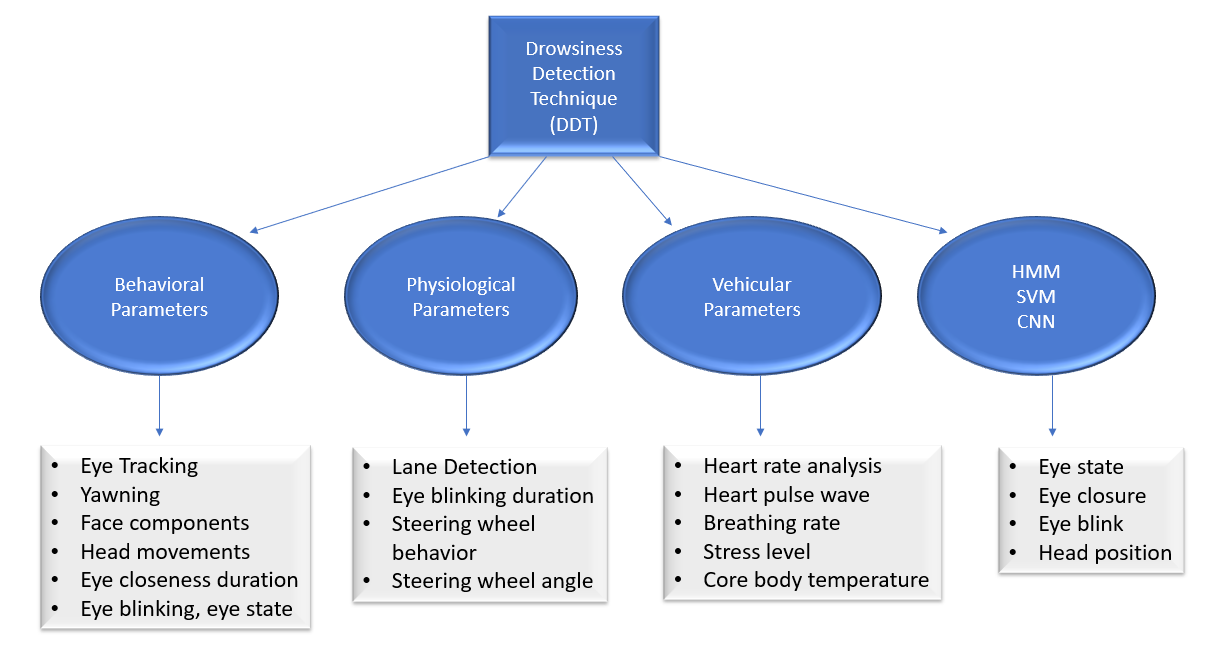 Drowsiness
Detection
Technique
(DDT)
Behavioral
Parameters
Physiological
Parameters
Vehicular
Parameters
HMM
SVM
CNN
• Eye Tracking
• Yawning
• Face components
• Head movements
• Eye closeness duration
• Eye blinking, eye state
• Lane Detection
• Eye blinking duration
• Steering wheel
behavior
• Steering wheel angle
• Heart rate analysis
• Heart pulse wave
• Breathing rate
• Stress level
• Core body temperature
• Eye state
• Eye closure
• Eye blink
• Head position